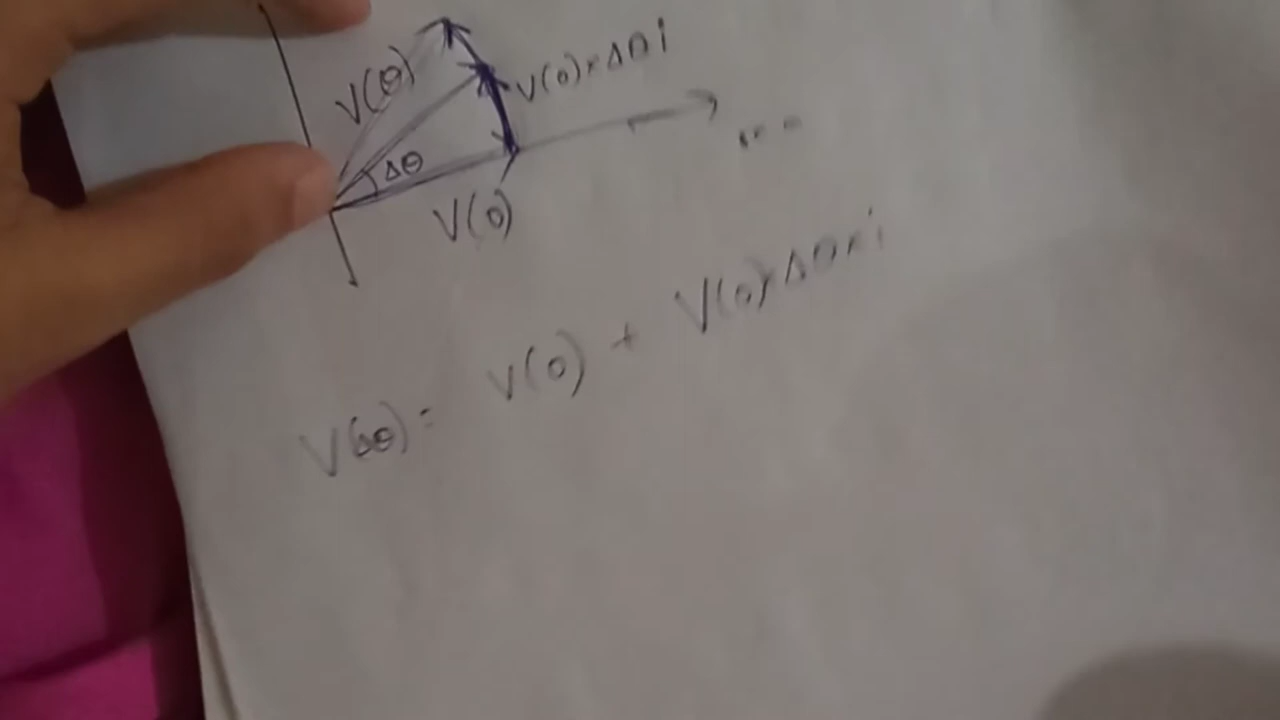 V(θ)
V(0)×Δθ i
Δθ
V(0)
V(Δθ) = V(0) + V(0)×Δθ×i